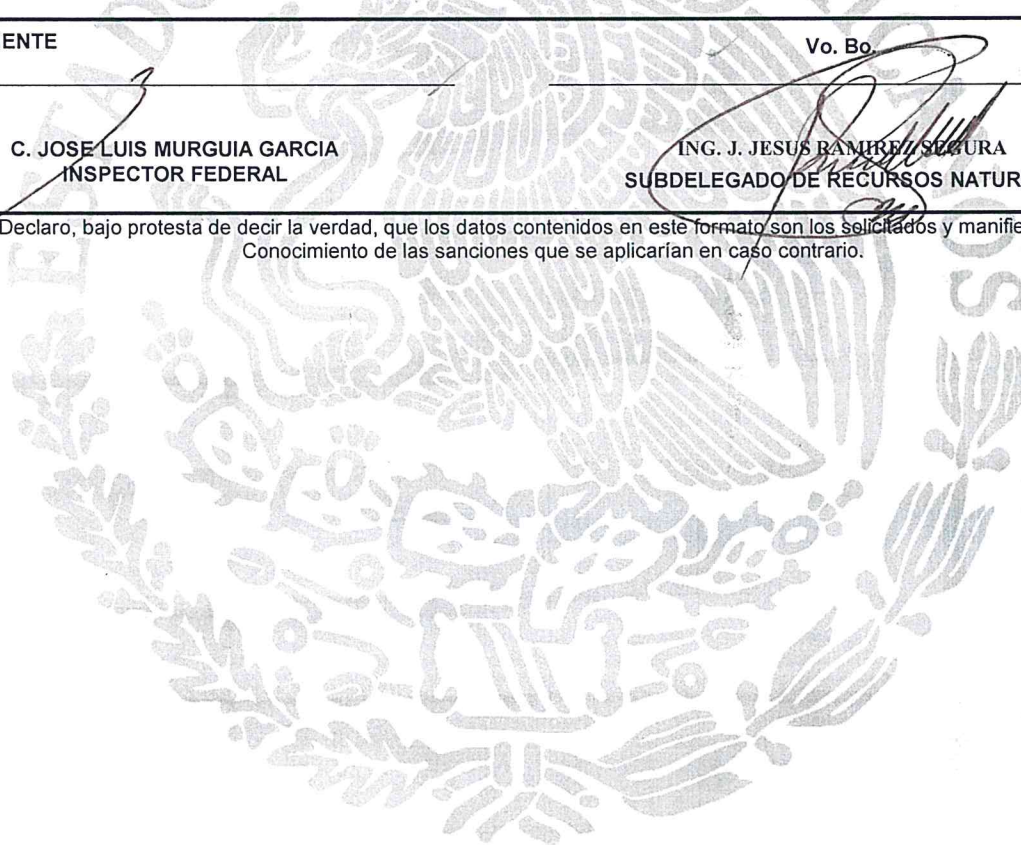 ENTE
Vo. Bo.
C. JOSE LUIS MURGUIA GARCIA
INSPECTOR FEDERAL
ING. J. JESUS RAMIREZ SEGURA
SUBDELEGADO DE RECURSOS NATUR
Declaro, bajo protesta de decir la verdad, que los datos contenidos en este formato son los solicitados y manifie
Conocimiento de las sanciones que se aplicarían en caso contrario.
ESTAD
OS